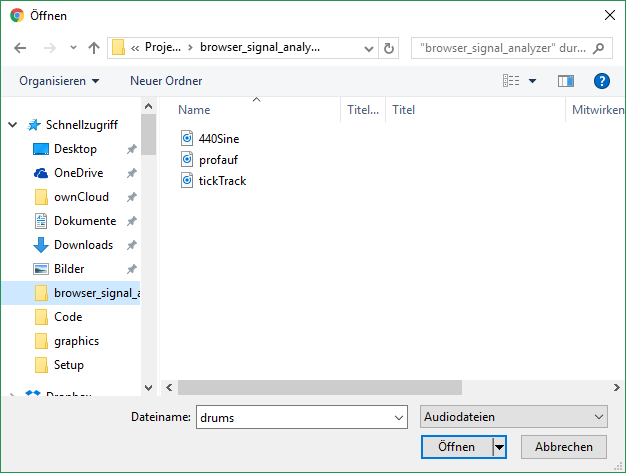 Öffnen
Proje... browser_signal_analy...
"browser_signal_analyzer" dur...
Organisieren Neuer Ordner
Name Titel... Titel Mitwirken
Schnellzugriff
Desktop
OneDrive
ownCloud
Dokumente
Downloads
Bilder
browser_signal_a
Code
graphics
Setup
Dropbox
440Sine
profauf
tickTrack
Dateiname: drums Audiodateien
Öffnen Abbrechen